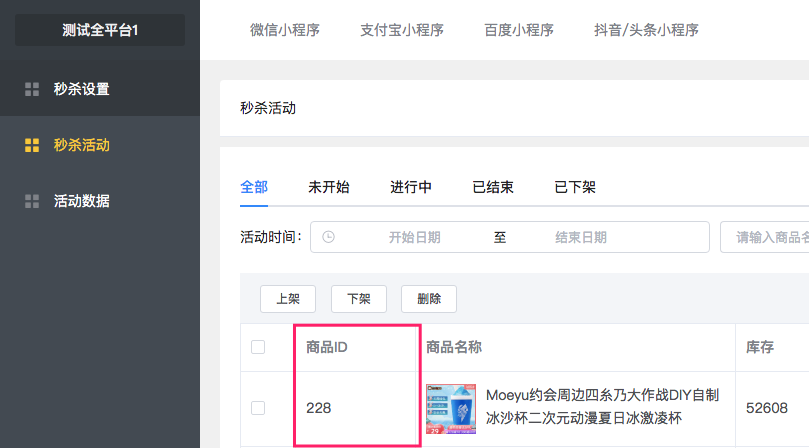 测试全平台1
微信小程序 支付宝小程序 百度小程序 抖音/头条小程序
秒杀设置
秒杀活动
活动数据
秒杀活动
全部 未开始 进行中 已结束 已下架
活动时间： 开始日期 至 结束日期 请输入商品名
上架 下架 删除
商品ID 商品名称 库存
228 Moeyu约会周边四糸乃大作战DIY自制 52608
冰沙杯二次元动漫夏日冰激凌杯